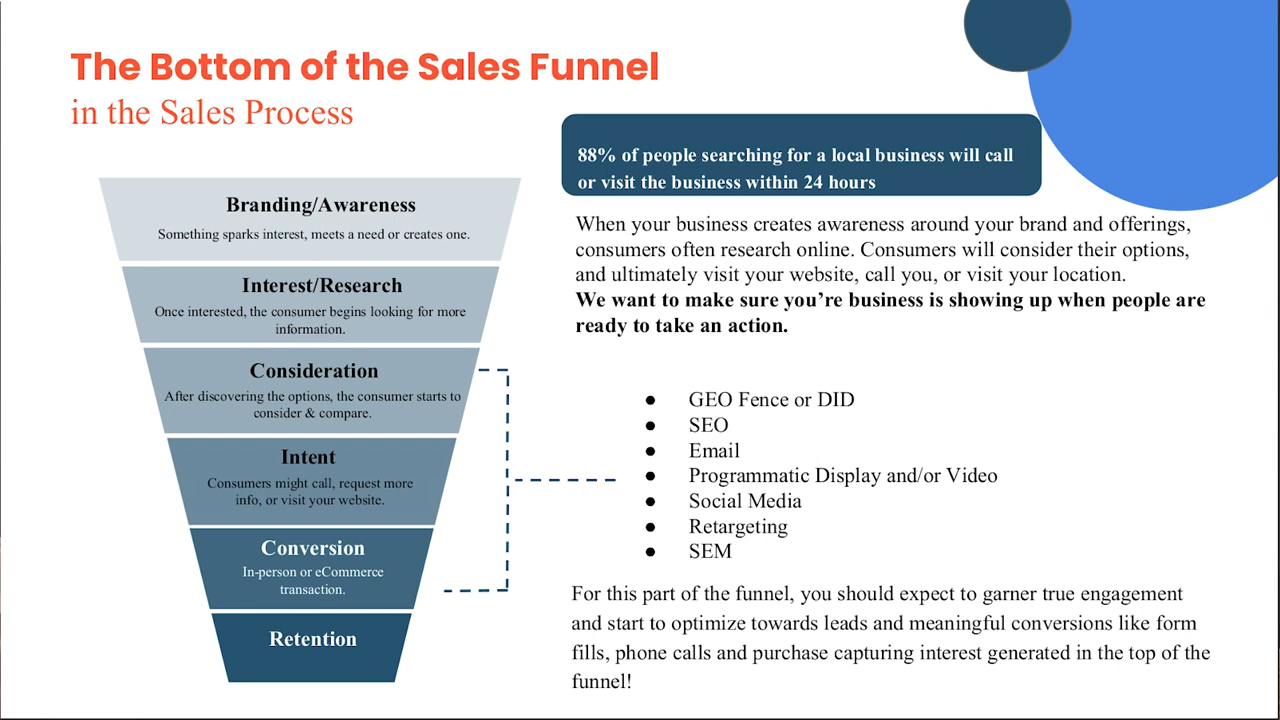 The Bottom of the Sales Funnel
in the Sales Process
88% of people searching for a local business will call
or visit the business within 24 hours
Branding/Awareness
Something sparks interest, meets a need or creates one.
Interest/Research
Once interested, the consumer begins looking for more
information.
Consideration
After discovering the options, the consumer starts to
consider & compare.
Intent
Consumers might call, request more
info, or visit your website.
Conversion
In-person or eCommerce
transaction.
Retention
When your business creates awareness around your brand and offerings,
consumers often research online. Consumers will consider their options,
and ultimately visit your website, call you, or visit your location.
We want to make sure you’re business is showing up when people are
ready to take an action.
● GEO Fence or DID
● SEO
● Email
● Programmatic Display and/or Video
● Social Media
● Retargeting
● SEM
For this part of the funnel, you should expect to garner true engagement
and start to optimize towards leads and meaningful conversions like form
fills, phone calls and purchase capturing interest generated in the top of the
funnel!